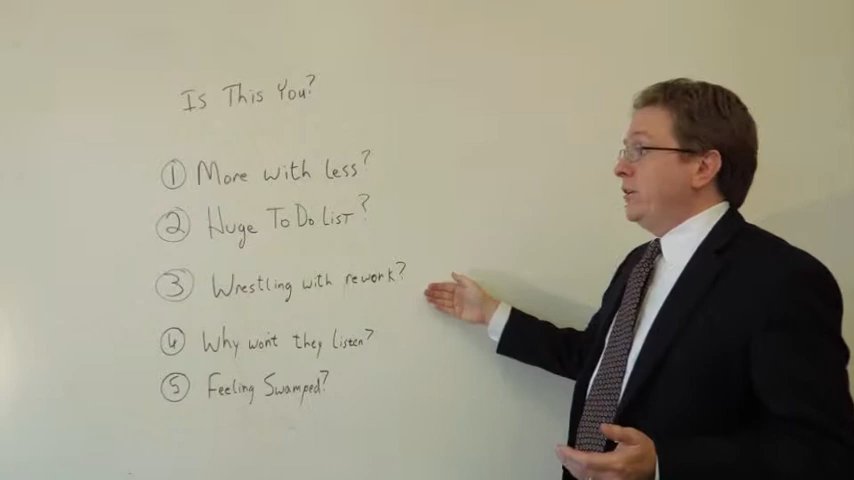 Is This You?
① More with less?
② Huge To Do List?
③ Wrestling with rework?
④ Why won't they listen?
⑤ Feeling Swamped?